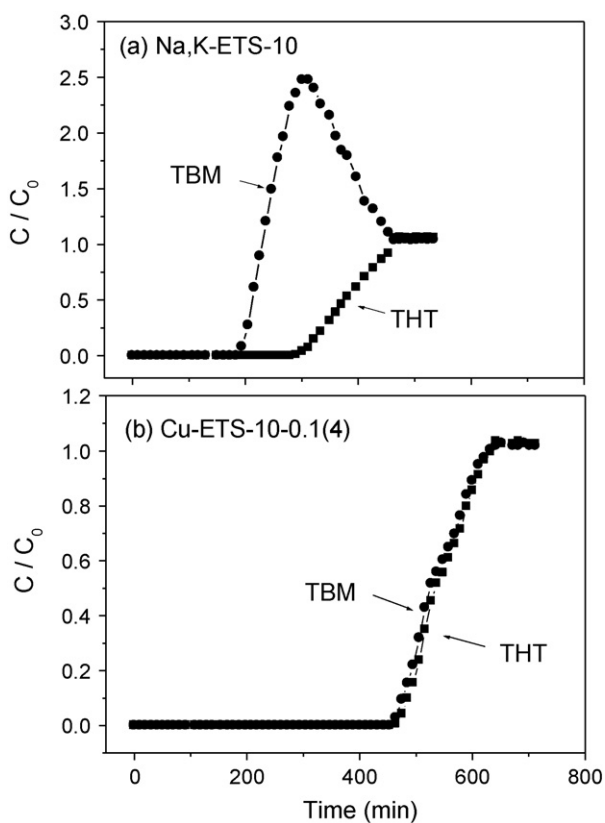 (a) Na,K-ETS-10
3.0
2.5
2.0
1.5
1.0
0.5
0.0
C / C₀
TBM
THT
(b) Cu-ETS-10-0.1(4)
1.2
1.0
0.8
0.6
0.4
0.2
0.0
C / C₀
TBM
THT
0 200 400 600 800
Time (min)